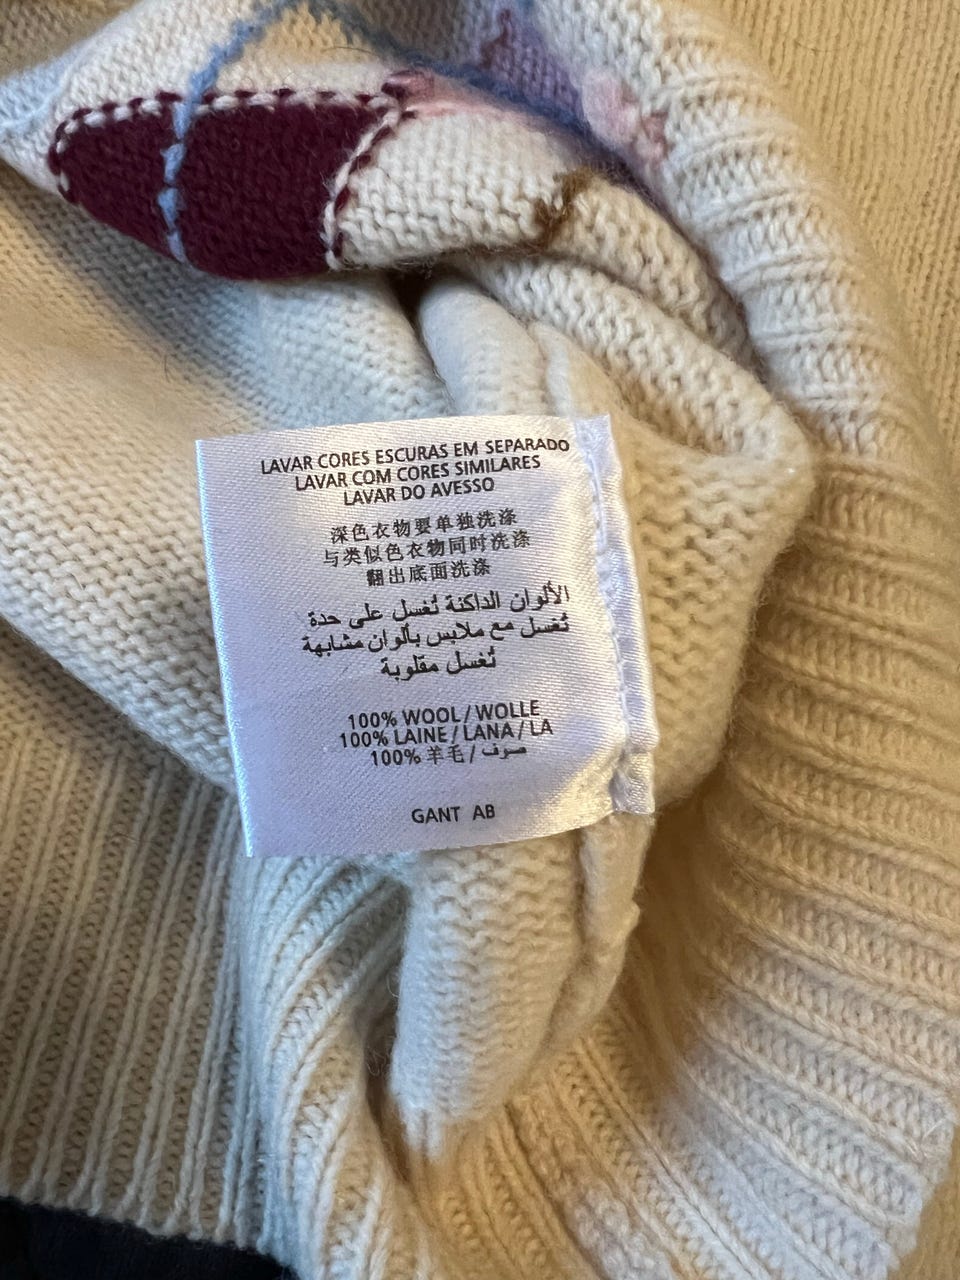 LAVAR CORES ESCURAS EM SEPARADO
LAVAR COM CORES SIMILARES
LAVAR DO AVESSO
深色衣物要单独洗涤
与类似色衣物同时洗涤
翻出底面洗涤
الألوان الداكنة تُغسل على حدة
تُغسل مع ملابس بألوان مشابهة
تُغسل مقلوبة
100% WOOL / WOLLE
100% LAINE / LANA / LA
100% 羊毛 / صوف
GANT AB